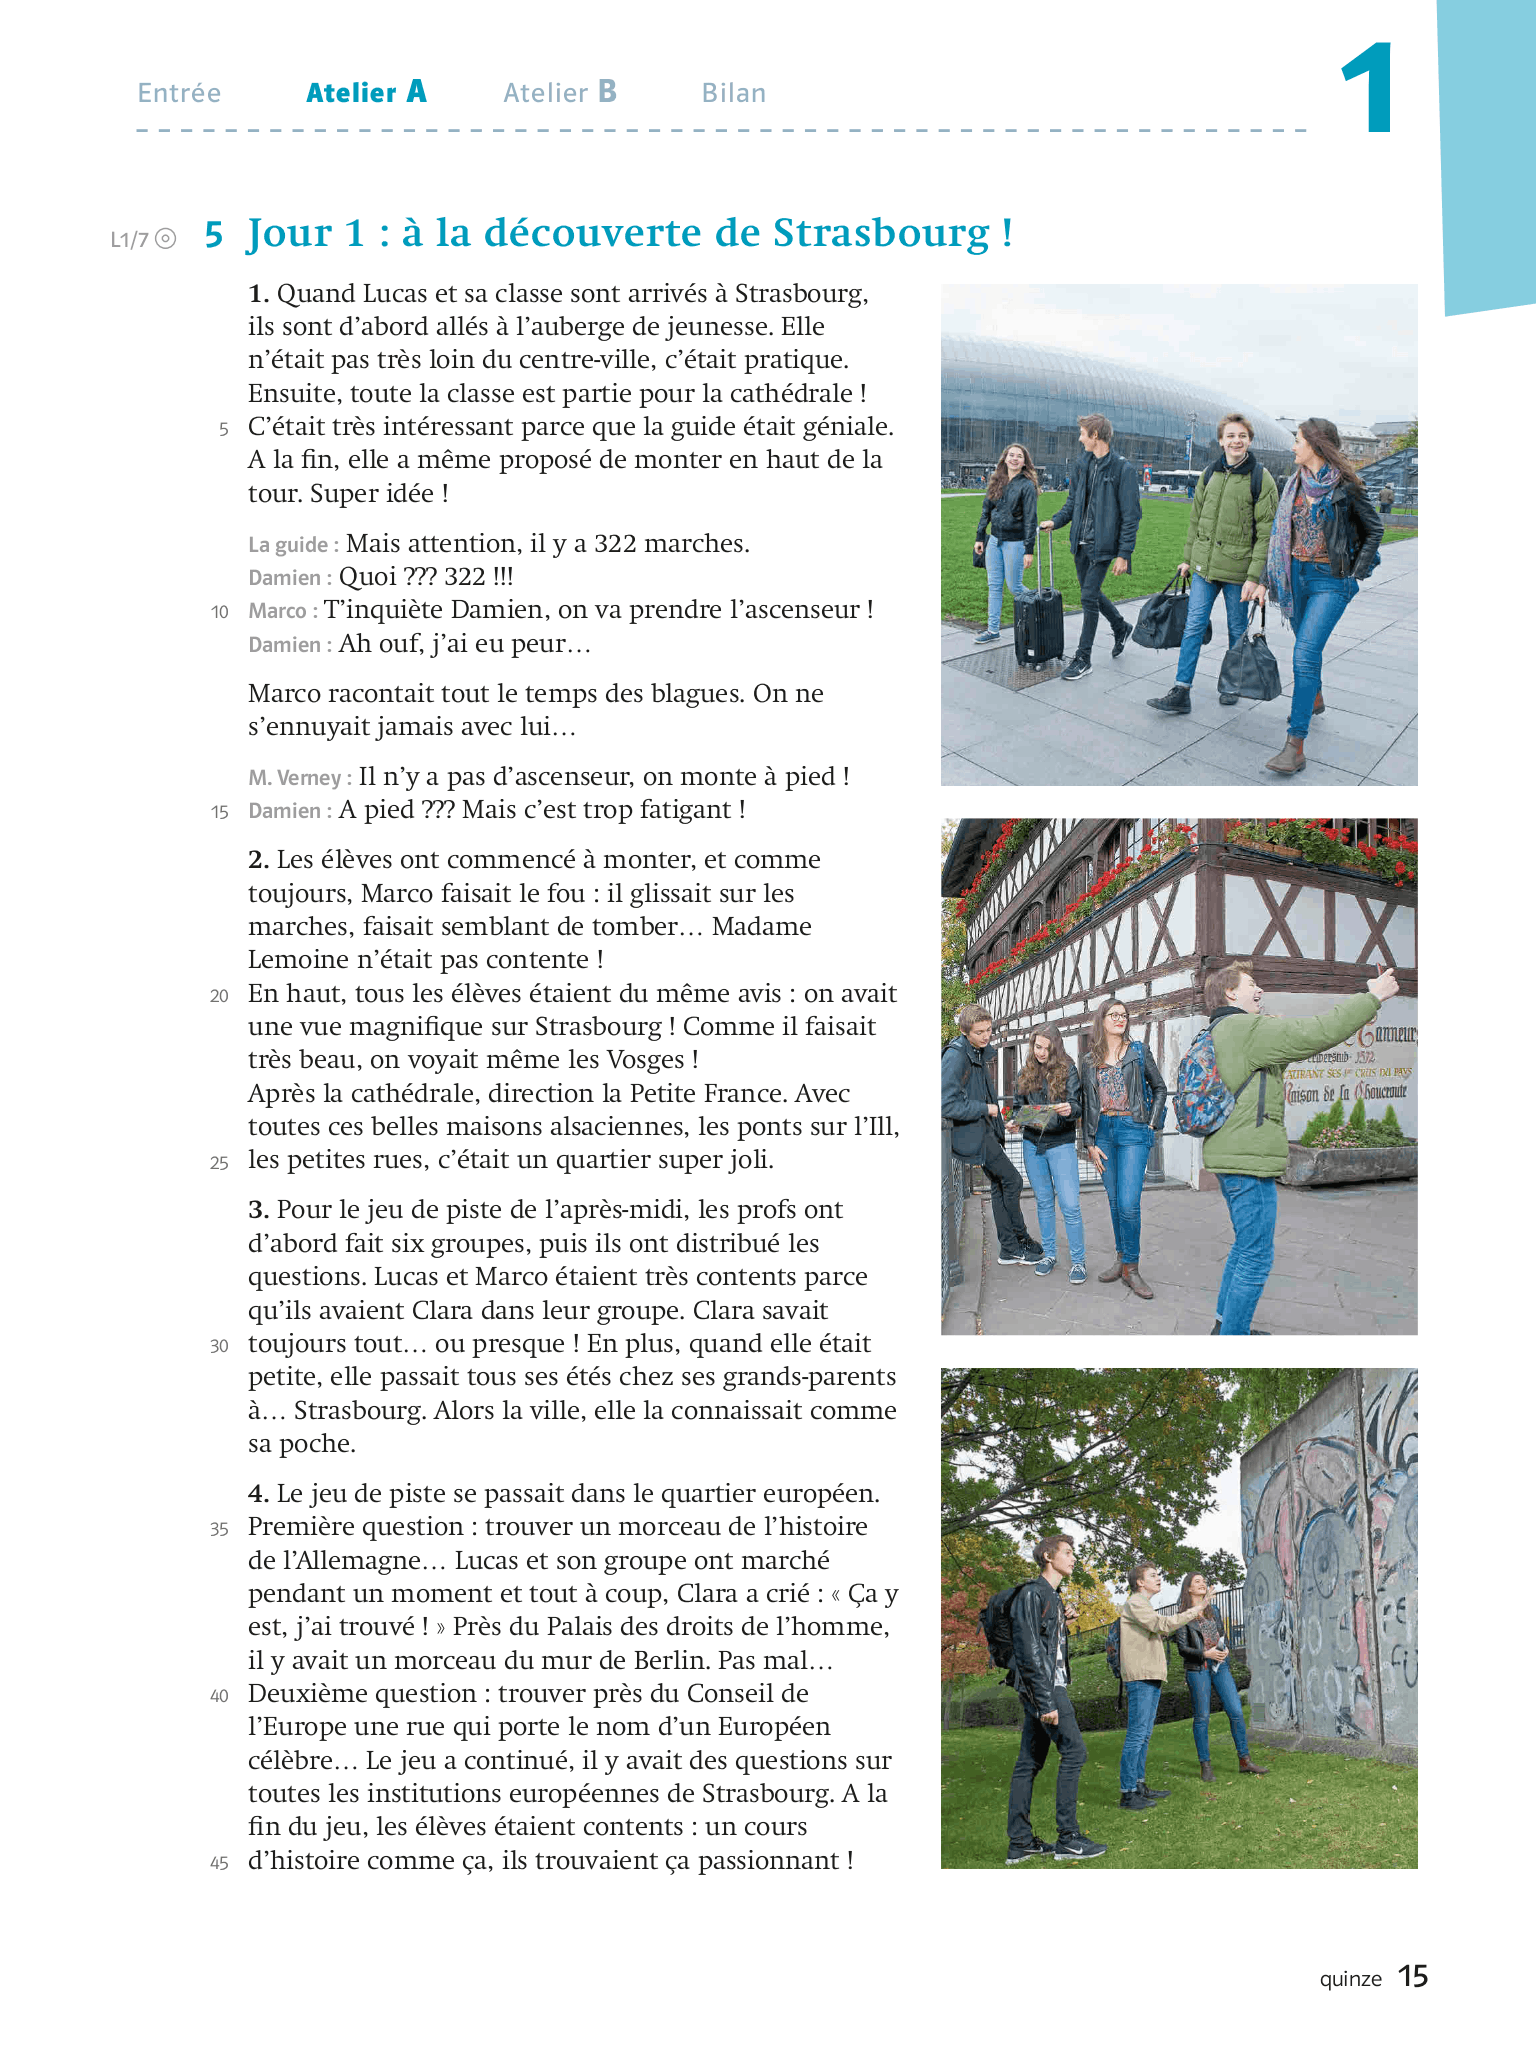 Entrée Atelier A Atelier B Bilan
1
L1/7 5 Jour 1 : à la découverte de Strasbourg !
1. Quand Lucas et sa classe sont arrivés à Strasbourg,
ils sont d’abord allés à l’auberge de jeunesse. Elle
n’était pas très loin du centre-ville, c’était pratique.
Ensuite, toute la classe est partie pour la cathédrale !
5 C’était très intéressant parce que la guide était géniale.
A la fin, elle a même proposé de monter en haut de la
tour. Super idée !
La guide : Mais attention, il y a 322 marches.
Damien : Quoi ??? 322 !!!
10 Marco : T’inquiète Damien, on va prendre l’ascenseur !
Damien : Ah ouf, j’ai eu peur…
Marco racontait tout le temps des blagues. On ne
s’ennuyait jamais avec lui…
M. Verney : Il n’y a pas d’ascenseur, on monte à pied !
15 Damien : A pied ??? Mais c’est trop fatigant !
2. Les élèves ont commencé à monter, et comme
toujours, Marco faisait le fou : il glissait sur les
marches, faisait semblant de tomber… Madame
Lemoine n’était pas contente !
20 En haut, tous les élèves étaient du même avis : on avait
une vue magnifique sur Strasbourg ! Comme il faisait
très beau, on voyait même les Vosges !
Après la cathédrale, direction la Petite France. Avec
toutes ces belles maisons alsaciennes, les ponts sur l’Ill,
25 les petites rues, c’était un quartier super joli.
3. Pour le jeu de piste de l’après-midi, les profs ont
d’abord fait six groupes, puis ils ont distribué les
questions. Lucas et Marco étaient très contents parce
qu’ils avaient Clara dans leur groupe. Clara savait
30 toujours tout… ou presque ! En plus, quand elle était
petite, elle passait tous ses étés chez ses grands-parents
à… Strasbourg. Alors la ville, elle la connaissait comme
sa poche.
4. Le jeu de piste se passait dans le quartier européen.
35 Première question : trouver un morceau de l’histoire
de l’Allemagne… Lucas et son groupe ont marché
pendant un moment et tout à coup, Clara a crié : « Ça y
est, j’ai trouvé ! » Près du Palais des droits de l’homme,
il y avait un morceau du mur de Berlin. Pas mal…
40 Deuxième question : trouver près du Conseil de
l’Europe une rue qui porte le nom d’un Européen
célèbre… Le jeu a continué, il y avait des questions sur
toutes les institutions européennes de Strasbourg. A la
fin du jeu, les élèves étaient contents : un cours
45 d’histoire comme ça, ils trouvaient ça passionnant !
1572
SES DU PAYS
de la Choucroute
quinze 15